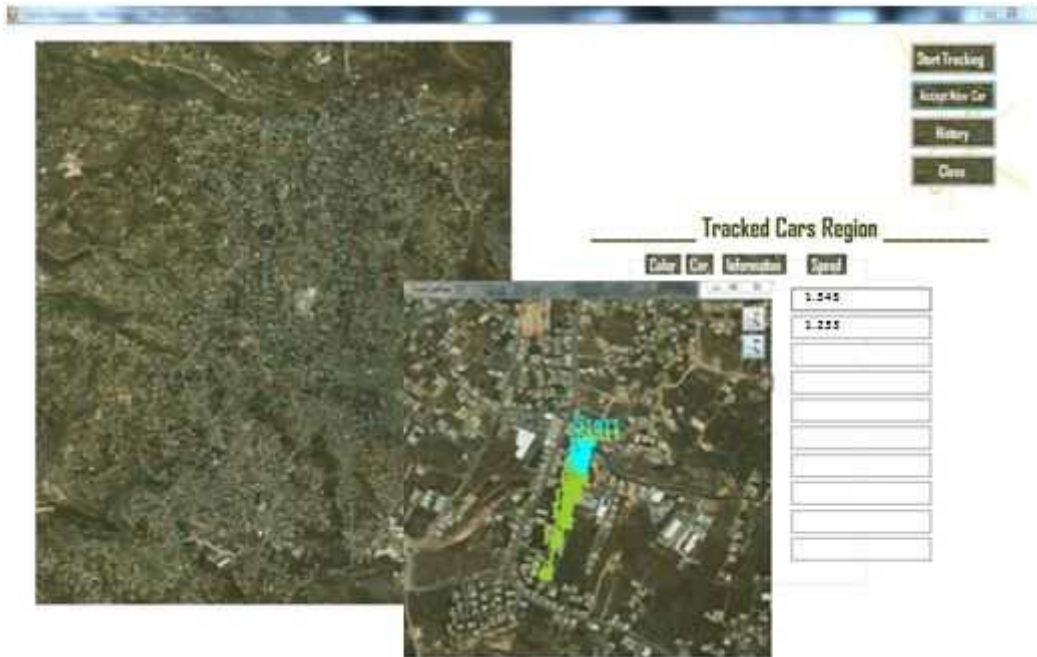 Start Tracking
Accept New Car
History
Close
Tracked Cars Region
Color Car Information Speed
1.545
1.255